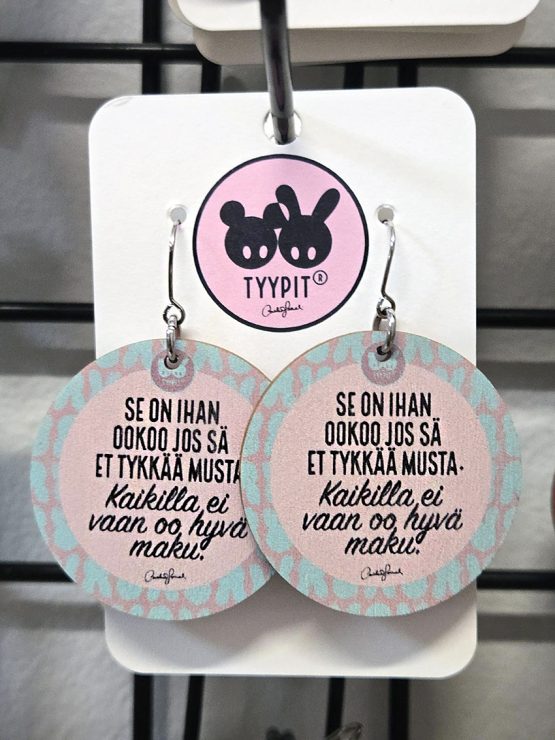 TYYPIT®
SE ON IHAN
OOKOO JOS SÄ
ET TYKKÄÄ MUSTA
Kaikilla ei
vaan oo hyvä
maku.
SE ON IHAN
OOKOO JOS SÄ
ET TYKKÄÄ MUSTA.
Kaikilla ei
vaan oo hyvä
maku.